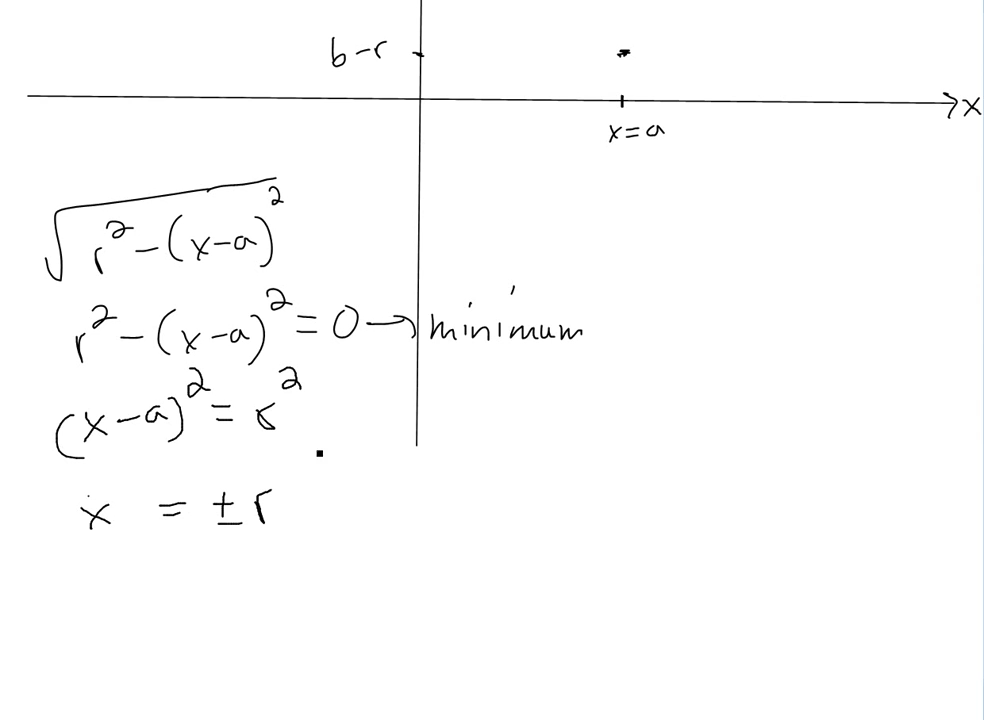 b-r
x
x=a
√(r²-(x-a)²)
r²-(x-a)²=0→minimum
(x-a)²=r²
x = ±r